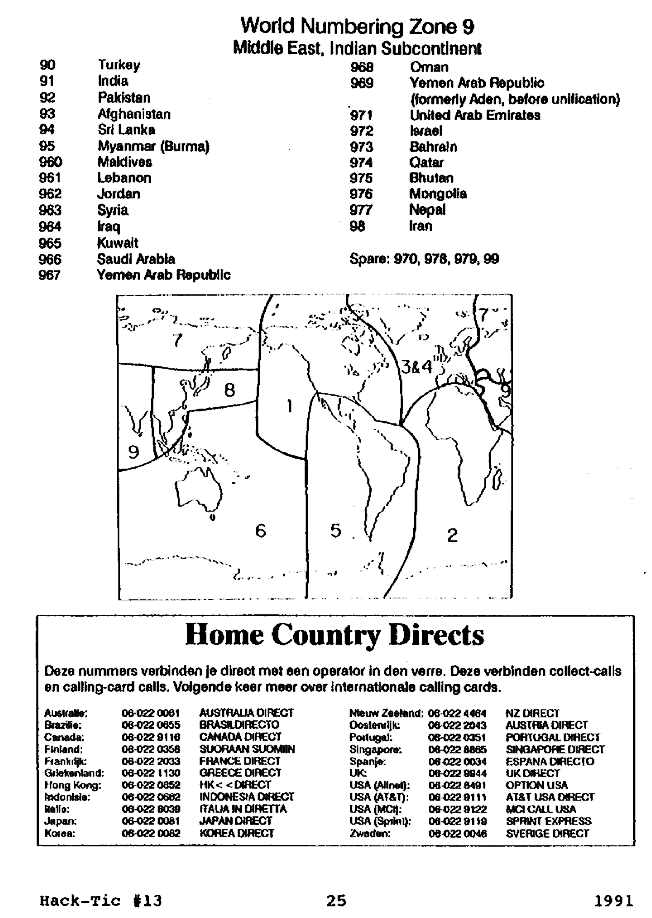 World Numbering Zone 9
Middle East, Indian Subcontinent
90 Turkey
91 India
92 Pakistan
93 Afghanistan
94 Sri Lanka
95 Myanmar (Burma)
960 Maldives
961 Lebanon
962 Jordan
963 Syria
964 Iraq
965 Kuwait
966 Saudi Arabia
967 Yemen Arab Republic
968 Oman
969 Yemen Arab Republic
(formerly Aden, before unification)
971 United Arab Emirates
972 Israel
973 Bahrain
974 Qatar
975 Bhutan
976 Mongolia
977 Nepal
98 Iran
Spare: 970, 978, 979, 99
7
7
3&4
9
8
1
9
6
5
2
Home Country Directs
Deze nummers verbinden je direct met een operator in den verre. Deze verbinden collect-calls
en calling-card calls. Volgende keer meer over internationale calling cards.
Australie: 06-022 0061 AUSTRALIA DIRECT
Brazilie: 06-022 0655 BRASILDIRECTO
Canada: 06-022 9116 CANADA DIRECT
Finland: 06-022 0358 SUORAAN SUOMIIN
Frankrijk: 06-022 2033 FRANCE DIRECT
Griekenland: 06-022 1130 GREECE DIRECT
Hong Kong: 06-022 0852 HK< <DIRECT
Indonisie: 06-022 0662 INDONESIA DIRECT
Italie: 06-022 9039 ITALIA IN DIRETTA
Japan: 06-022 0081 JAPAN DIRECT
Korea: 06-022 0082 KOREA DIRECT
Nieuw Zeeland: 06-022 4464 NZ DIRECT
Oostenrijk: 06-022 2043 AUSTRIA DIRECT
Portugal: 06-022 0351 PORTUGAL DIRECT
Singapore: 06-022 8865 SINGAPORE DIRECT
Spanje: 06-022 0034 ESPANA DIRECTO
UK: 06-022 9944 UK DIRECT
USA (Allnet): 06-022 8491 OPTION USA
USA (AT&T): 06-022 9111 AT&T USA DIRECT
USA (MCI): 06-022 9122 MCI CALL USA
USA (Sprint): 06-022 9119 SPRINT EXPRESS
Zweden: 06-022 0046 SVERIGE DIRECT
Hack-Tic #13 25 1991